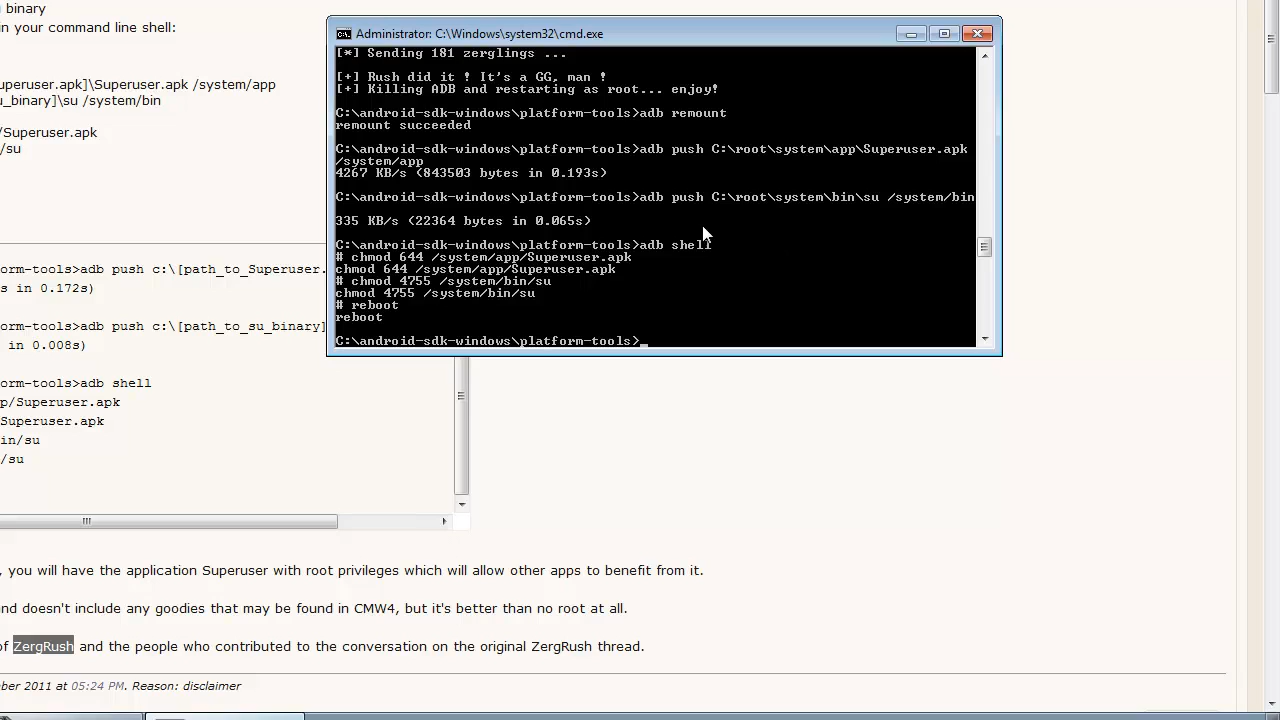 u binary
in your command line shell:
uperuser.apk]\Superuser.apk /system/app
u_binary]\su /system/bin
/Superuser.apk
/su
Administrator: C:\Windows\system32\cmd.exe
[*] Sending 181 zerglings ...
[+] Rush did it ! It's a GG, man !
[+] Killing ADB and restarting as root... enjoy!
C:\android-sdk-windows\platform-tools>adb remount
remount succeeded
C:\android-sdk-windows\platform-tools>adb push C:\root\system\app\Superuser.apk
/system/app
4267 KB/s (843503 bytes in 0.193s)
C:\android-sdk-windows\platform-tools>adb push C:\root\system\bin\su /system/bin
335 KB/s (22364 bytes in 0.065s)
C:\android-sdk-windows\platform-tools>adb shell
# chmod 644 /system/app/Superuser.apk
chmod 644 /system/app/Superuser.apk
# chmod 4755 /system/bin/su
chmod 4755 /system/bin/su
# reboot
reboot
C:\android-sdk-windows\platform-tools>_
orm-tools>adb push c:\[path_to_Superuser.
s in 0.172s)
orm-tools>adb push c:\[path_to_su_binary]
in 0.008s)
orm-tools>adb shell
p/Superuser.apk
Superuser.apk
in/su
/su
, you will have the application Superuser with root privileges which will allow other apps to benefit from it.
nd doesn't include any goodies that may be found in CMW4, but it's better than no root at all.
of ZergRush and the people who contributed to the conversation on the original ZergRush thread.
ber 2011 at 05:24 PM. Reason: disclaimer